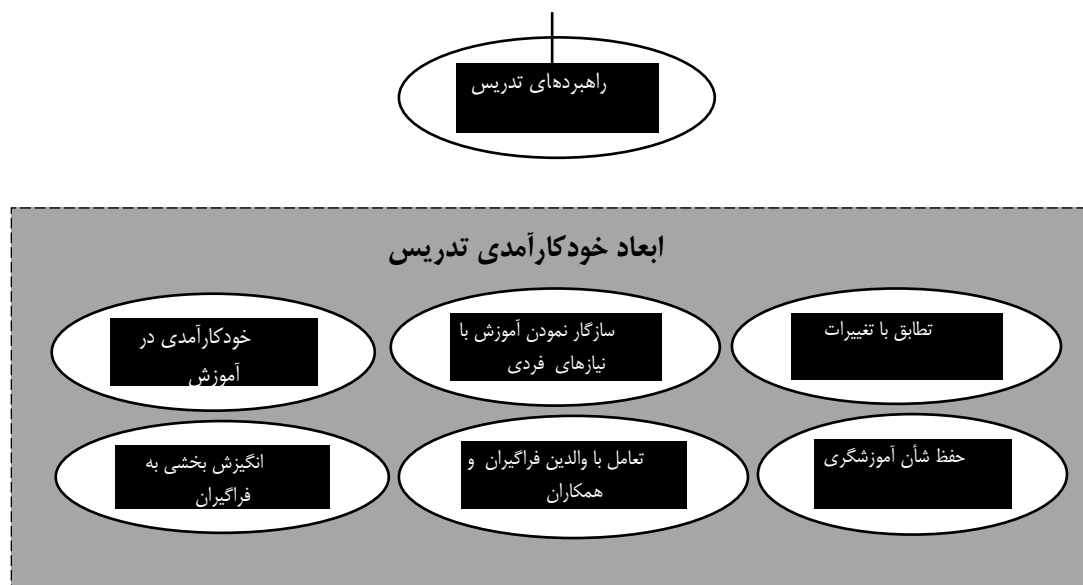 راهبردهای تدریس
ابعاد خودکارآمدی تدریس
تطابق با تغییرات
سازگار نمودن آموزش با
نیازهای فردی
خودکارآمدی در
آموزش
حفظ شأن آموزشگری
تعامل با والدین فراگیران و
همکاران
انگیزش بخشی به
فراگیران